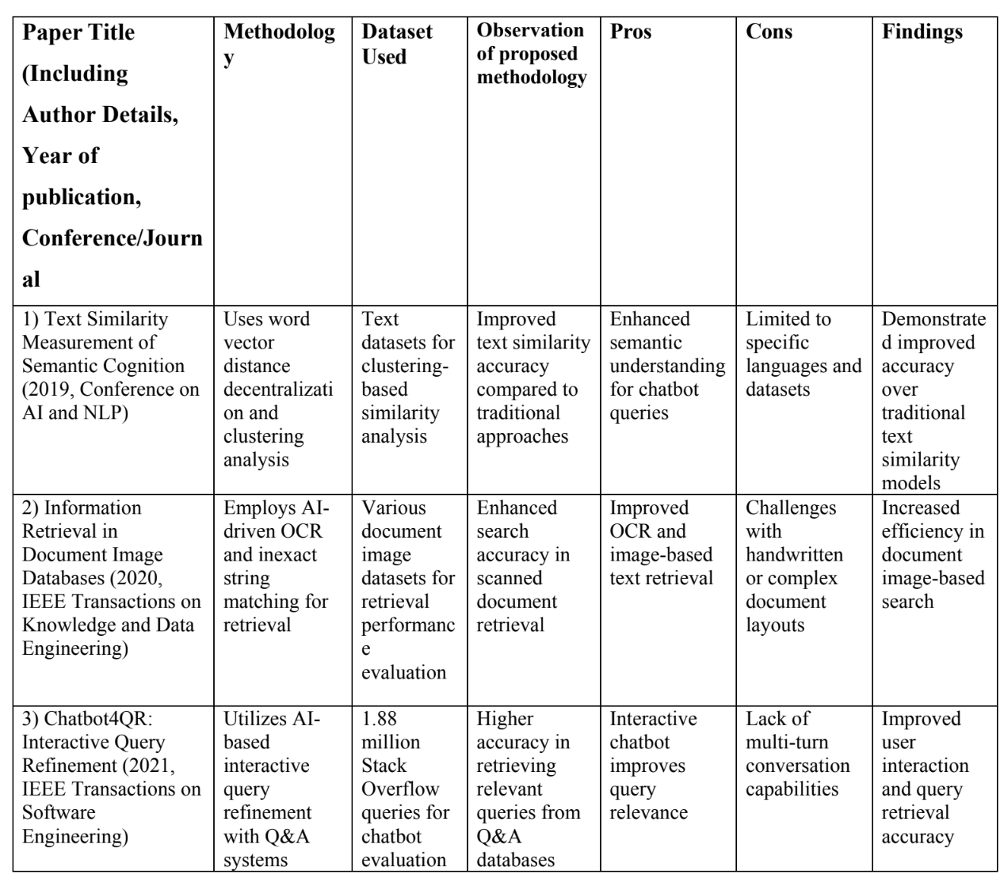 Paper Title
(Including
Author Details,
Year of
publication,
Conference/Journ
al
Methodolog
y
Dataset
Used
Observation
of proposed
methodology
Pros
Cons
Findings
1) Text Similarity
Measurement of
Semantic Cognition
(2019, Conference on
AI and NLP)
Uses word
vector
distance
decentralizati
on and
clustering
analysis
Text
datasets for
clustering-
based
similarity
analysis
Improved
text similarity
accuracy
compared to
traditional
approaches
Enhanced
semantic
understanding
for chatbot
queries
Limited to
specific
languages and
datasets
Demonstrate
d improved
accuracy
over
traditional
text
similarity
models
2) Information
Retrieval in
Document Image
Databases (2020,
IEEE Transactions on
Knowledge and Data
Engineering)
Employs AI-
driven OCR
and inexact
string
matching for
retrieval
Various
document
image
datasets for
retrieval
performanc
e
evaluation
Enhanced
search
accuracy in
scanned
document
retrieval
Improved
OCR and
image-based
text retrieval
Challenges
with
handwritten
or complex
document
layouts
Increased
efficiency in
document
image-based
search
3) Chatbot4QR:
Interactive Query
Refinement (2021,
IEEE Transactions on
Software
Engineering)
Utilizes AI-
based
interactive
query
refinement
with Q&A
systems
1.88
million
Stack
Overflow
queries for
chatbot
evaluation
Higher
accuracy in
retrieving
relevant
queries from
Q&A
databases
Interactive
chatbot
improves
query
relevance
Lack of
multi-turn
conversation
capabilities
Improved
user
interaction
and query
retrieval
accuracy